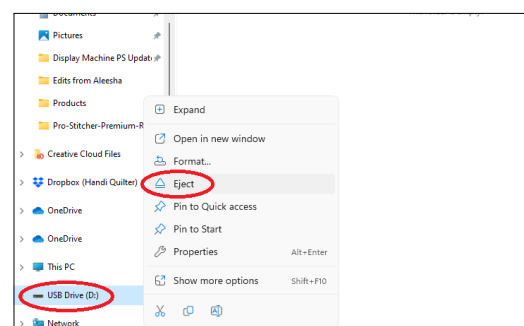 Documents
Pictures
Display Machine PS Updat
Edits from Aleesha
Products
Pro-Stitcher-Premium-R
Creative Cloud Files
Dropbox (Handi Quilter)
OneDrive
OneDrive
This PC
USB Drive (D:)
Network
Expand
Open in new window
Format...
Eject
Pin to Quick access
Pin to Start
Properties Alt+Enter
Show more options Shift+F10